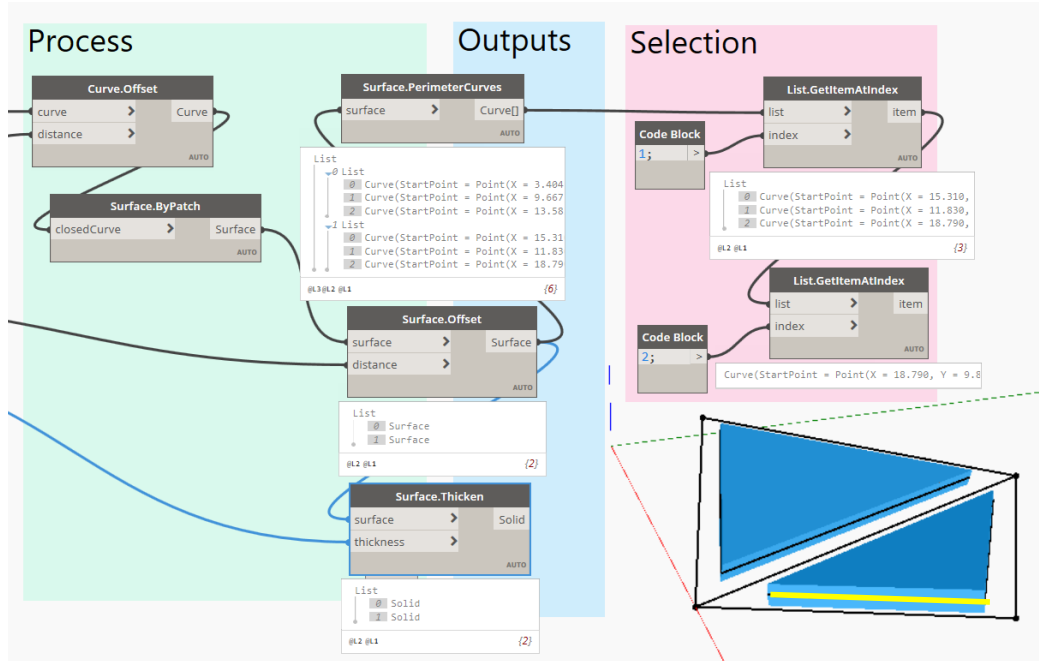 Process
Outputs
Selection
Curve.Offset
curve > Curve
distance >
AUTO
Surface.ByPatch
closedCurve > Surface
AUTO
Surface.PerimeterCurves
surface > Curve[]
AUTO
List
0 List
0 Curve(StartPoint = Point(X = 3.404
1 Curve(StartPoint = Point(X = 9.667
2 Curve(StartPoint = Point(X = 13.58
1 List
0 Curve(StartPoint = Point(X = 15.31
1 Curve(StartPoint = Point(X = 11.83
2 Curve(StartPoint = Point(X = 18.79
@L3 @L2 @L1 {6}
Surface.Offset
surface > Surface
distance >
AUTO
List
0 Surface
1 Surface
@L2 @L1 {2}
Surface.Thicken
surface > Solid
thickness >
AUTO
List
0 Solid
1 Solid
@L2 @L1 {2}
Code Block
1; >
List.GetItemAtIndex
list > item
index >
AUTO
List
0 Curve(StartPoint = Point(X = 15.310,
1 Curve(StartPoint = Point(X = 11.830,
2 Curve(StartPoint = Point(X = 18.790,
@L2 @L1 {3}
Code Block
2; >
List.GetItemAtIndex
list > item
index >
AUTO
Curve(StartPoint = Point(X = 18.790, Y = 9.8